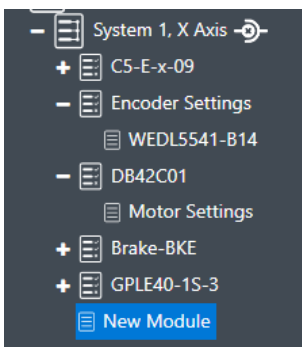 System 1, X Axis
C5-E-x-09
Encoder Settings
WEDL5541-B14
DB42C01
Motor Settings
Brake-BKE
GPLE40-1S-3
New Module